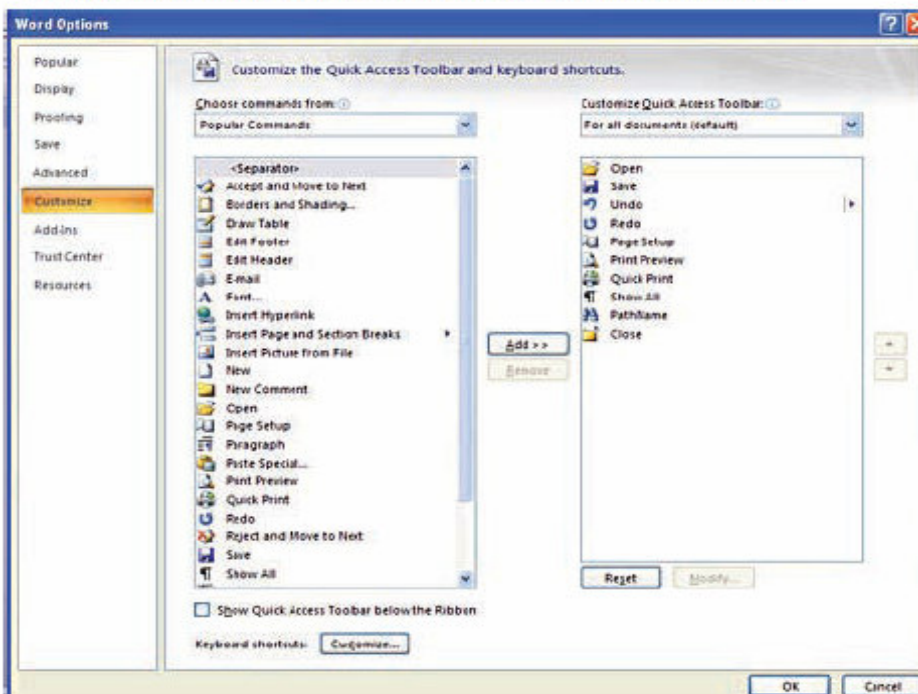 Word Options
?
Popular
Display
Proofing
Save
Advanced
Customize
Add-Ins
Trust Center
Resources
Customize the Quick Access Toolbar and keyboard shortcuts.
Choose commands from:
Popular Commands
<Separator>
Accept and Move to Next
Borders and Shading...
Draw Table
Edit Footer
Edit Header
E-mail
Font...
Insert Hyperlink
Insert Page and Section Breaks
Insert Picture from File
New
New Comment
Open
Page Setup
Paragraph
Paste Special...
Print Preview
Quick Print
Redo
Reject and Move to Next
Save
Show All
Show Quick Access Toolbar below the Ribbon
Keyboard shortcuts: Customize...
Add >>
Remove
Customize Quick Access Toolbar:
For all documents (default)
Open
Save
Undo
Redo
Page Setup
Print Preview
Quick Print
Show All
PathName
Close
Reset Modify...
OK Cancel